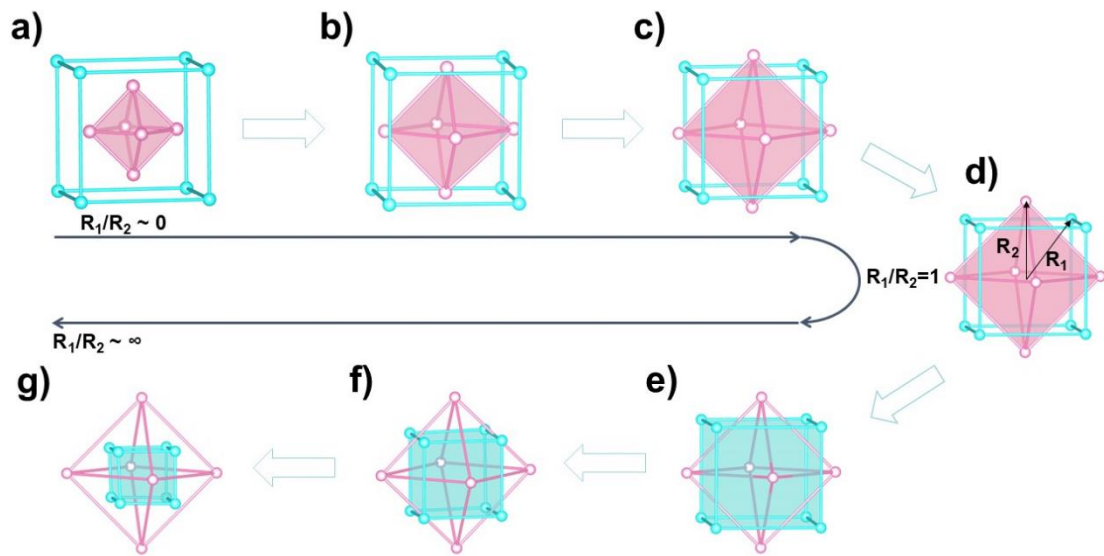 a)
b)
c)
d)
R₁/R₂ ~ 0
R₂
R₁
R₁/R₂=1
R₁/R₂ ~ ∞
g)
f)
e)